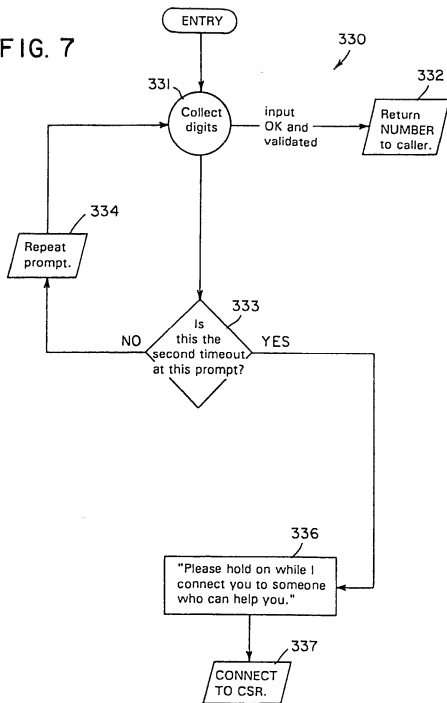 FIG. 7
ENTRY
330
331
Collect
digits
input
OK and
validated
332
Return
NUMBER
to caller.
334
Repeat
prompt.
333
Is
this the
second timeout
at this prompt?
NO
YES
336
"Please hold on while I
connect you to someone
who can help you."
337
CONNECT
TO CSR.